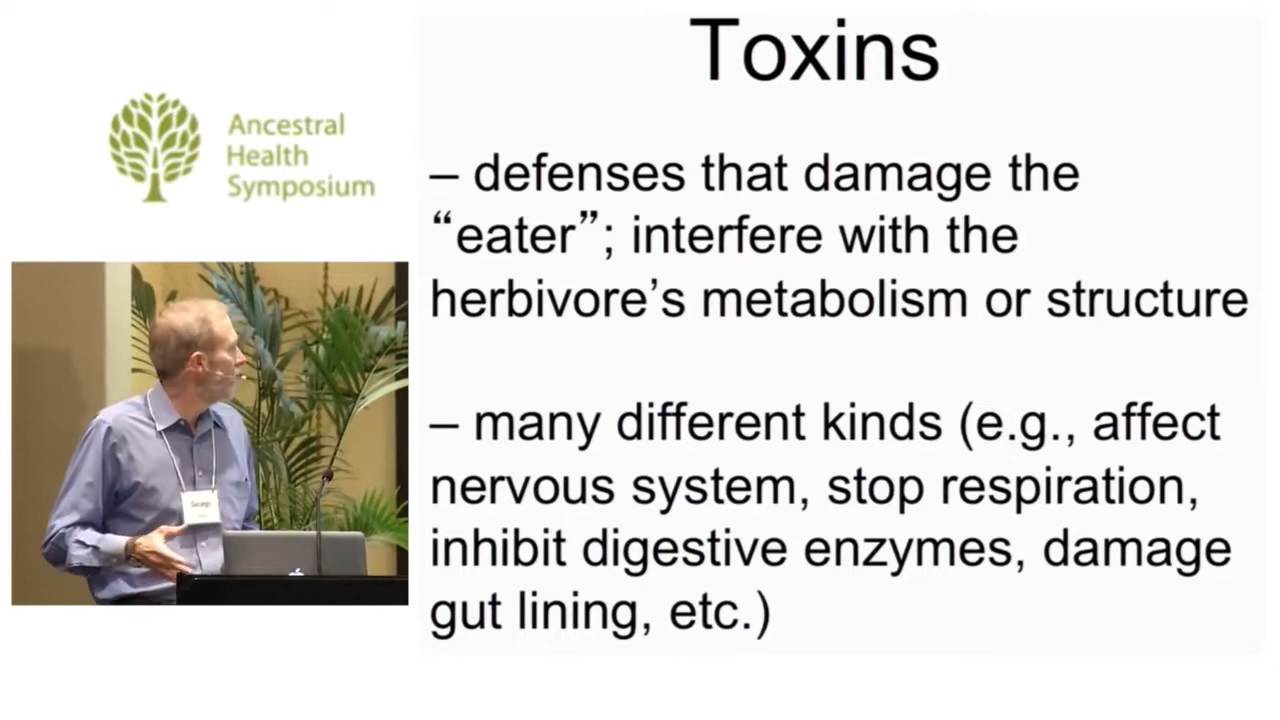 Toxins
Ancestral
Health
Symposium
– defenses that damage the
“eater”; interfere with the
herbivore’s metabolism or structure
– many different kinds (e.g., affect
nervous system, stop respiration,
inhibit digestive enzymes, damage
gut lining, etc.)